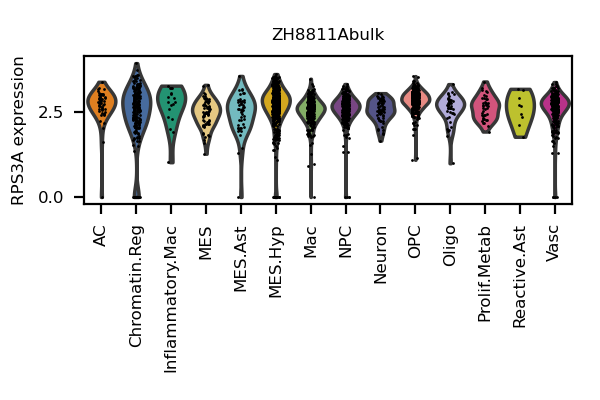 ZH8811Abulk
RPS3A expression
2.5
0.0
AC
Chromatin.Reg
Inflammatory.Mac
MES
MES.Ast
MES.Hyp
Mac
NPC
Neuron
OPC
Oligo
Prolif.Metab
Reactive.Ast
Vasc